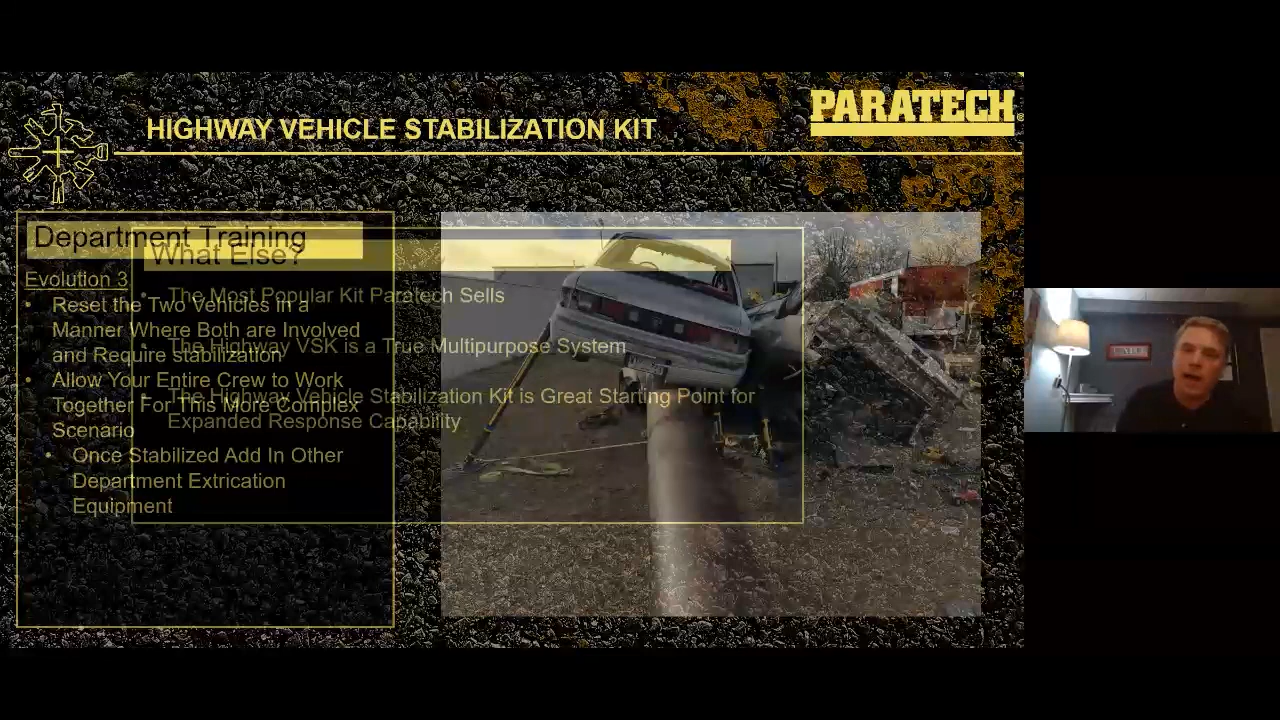 PARATECH
HIGHWAY VEHICLE STABILIZATION KIT
Department Training
Evolution 3
• Reset the Two Vehicles in a
Manner Where Both are Involved
and Require stabilization
• Allow Your Entire Crew to Work
Together For This More Complex
Scenario
• Once Stabilized Add In Other
Department Extrication
Equipment
What Else?
• The Most Popular Kit Paratech Sells
• The Highway VSK is a True Multipurpose System
• The Highway Vehicle Stabilization Kit is Great Starting Point for
Expanded Response Capability